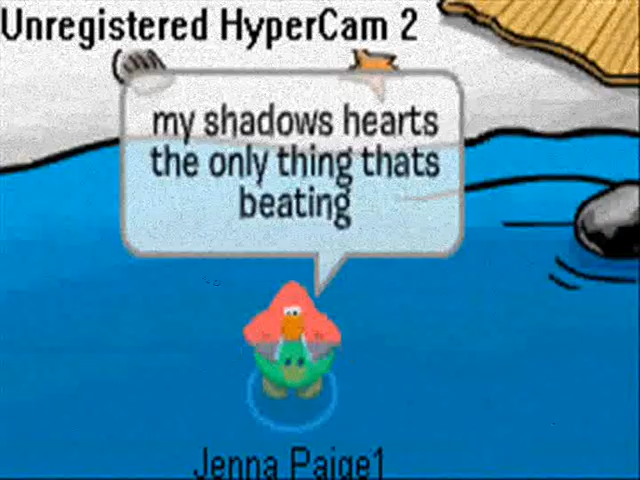 Unregistered HyperCam 2
my shadows hearts
the only thing thats
beating
Jenna Paige1